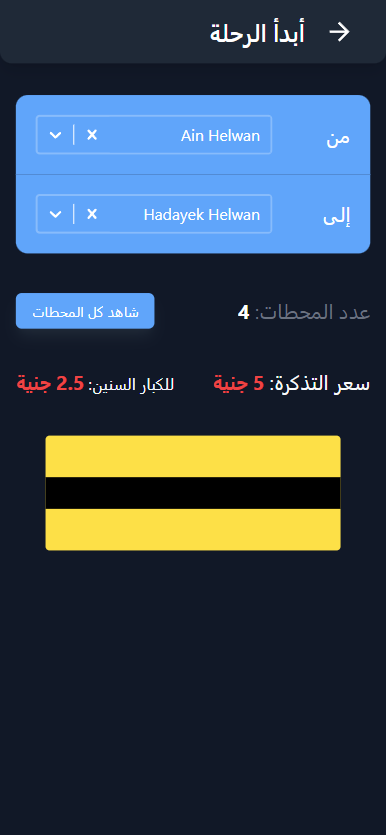 أبدأ الرحلة
من
Ain Helwan
إلى
Hadayek Helwan
عدد المحطات: 4
شاهد كل المحطات
سعر التذكرة: 5 جنية
للكبار السنين: 2.5 جنية